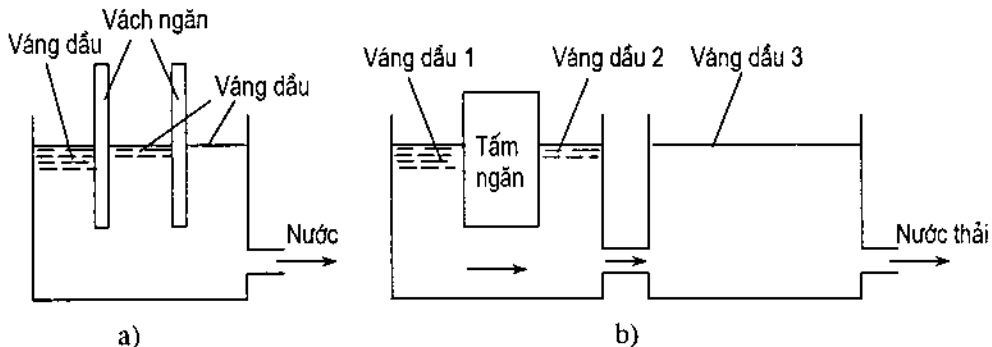 Vách ngăn
Váng dầu
Váng dầu
Nước
a)
Váng dầu 1
Váng dầu 2
Váng dầu 3
Tấm
ngăn
Nước thải
b)